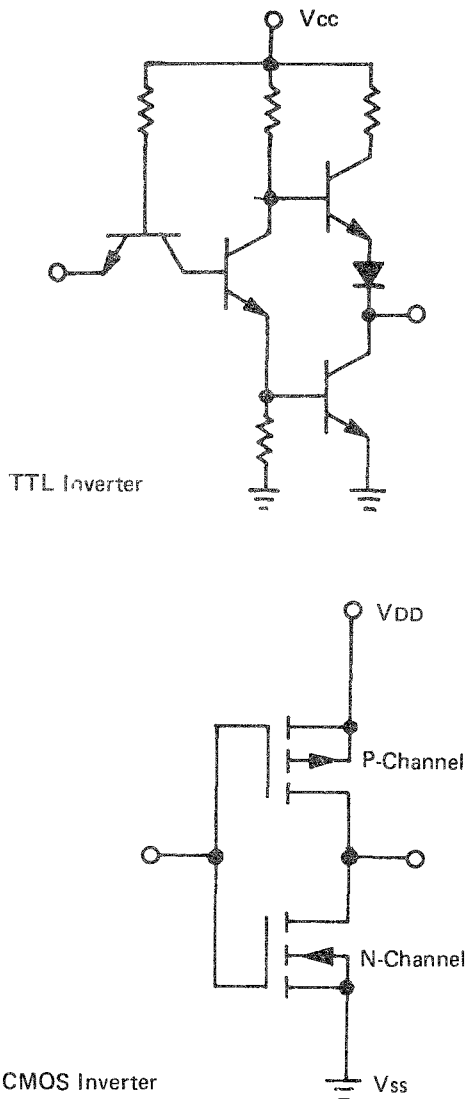 Vcc
TTL Inverter
VDD
P-Channel
N-Channel
CMOS Inverter
Vss